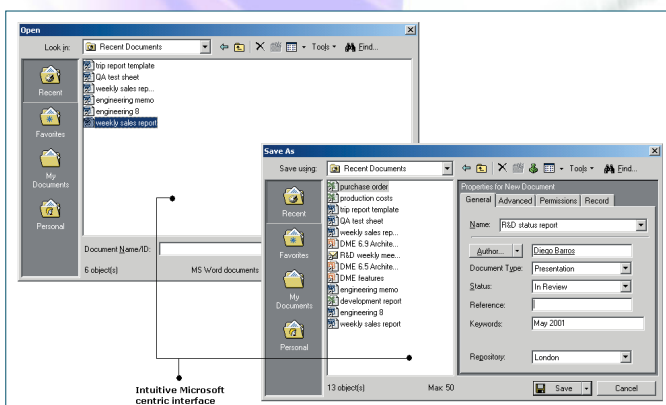 Open
Look in: Recent Documents Tools Find...
Recent
Favorites
My
Documents
Personal
trip report template
QA test sheet
weekly sales rep...
engineering memo
engineering 8
weekly sales report
Document Name/ID:
6 object(s) MS Word documents
Save As
Save using: Recent Documents Tools Find...
Recent
Favorites
My
Documents
Personal
purchase order
production costs
trip report template
QA test sheet
weekly sales rep...
DME 6.9 Archite...
R&D weekly mee...
DME 6.5 Archite...
DME features
engineering memo
development report
engineering 8
weekly sales report
Properties for New Document
General Advanced Permissions Record
Name: R&D status report
Author... Diego Barros
Document Type: Presentation
Status: In Review
Reference:
Keywords: May 2001
Repository: London
13 object(s) Max: 50 Save Cancel
Intuitive Microsoft
centric interface